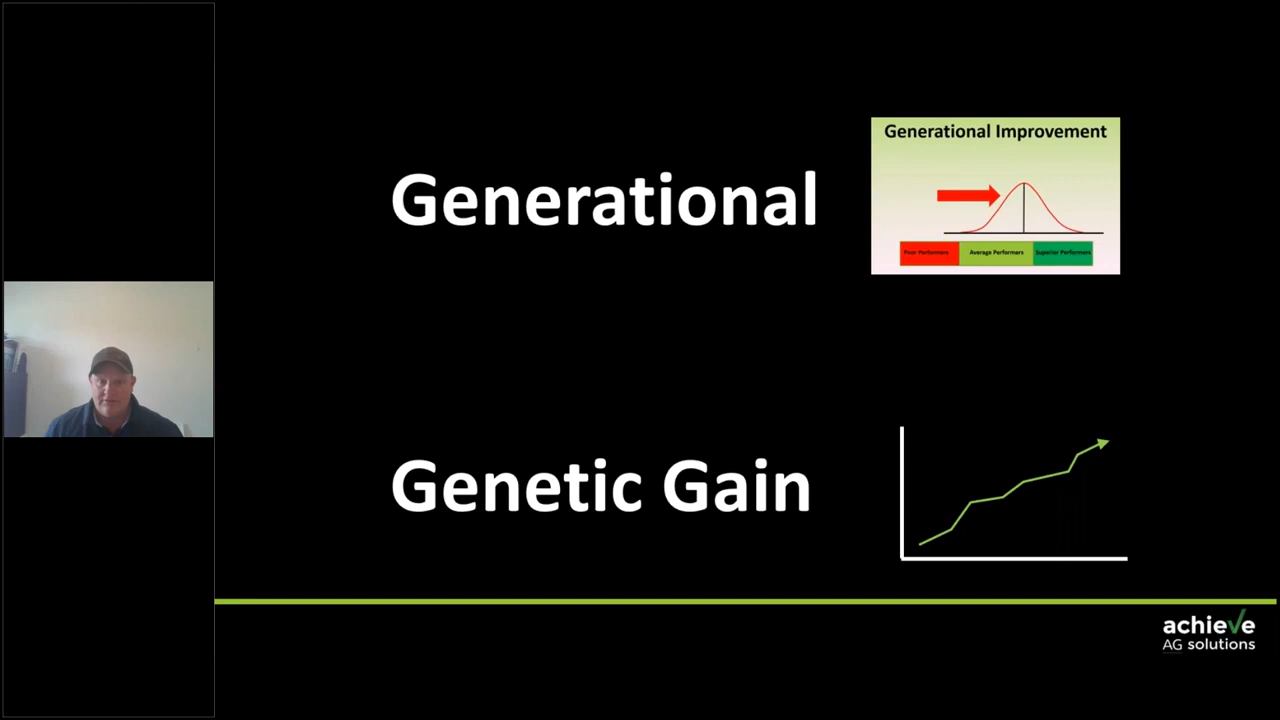 Generational
Generational Improvement
Poor Performers
Average Performers
Superior Performers
Genetic Gain
achieve
AG solutions